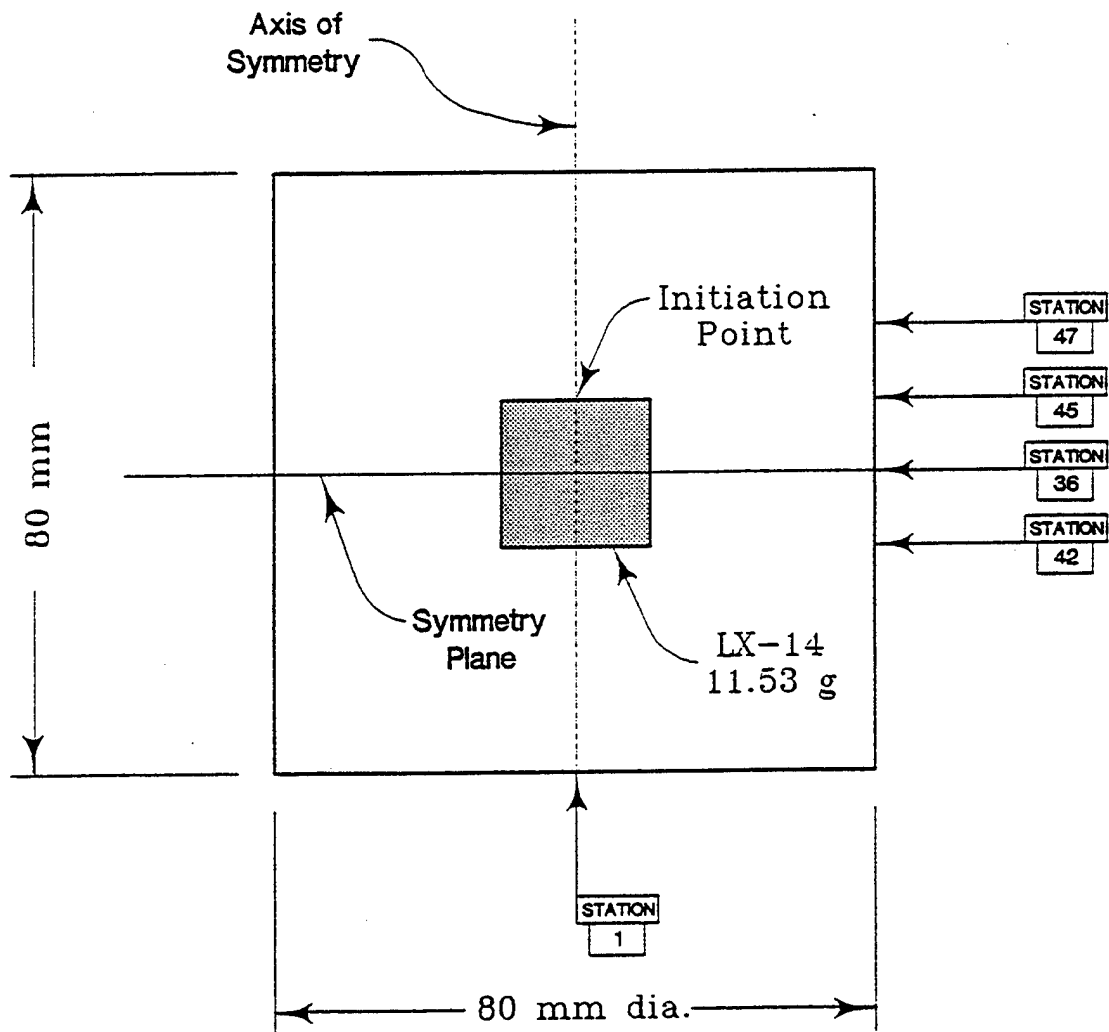 Axis of
Symmetry
Initiation
Point
STATION
47
STATION
45
80 mm
STATION
36
STATION
42
Symmetry
Plane
LX-14
11.53 g
STATION
1
80 mm dia.